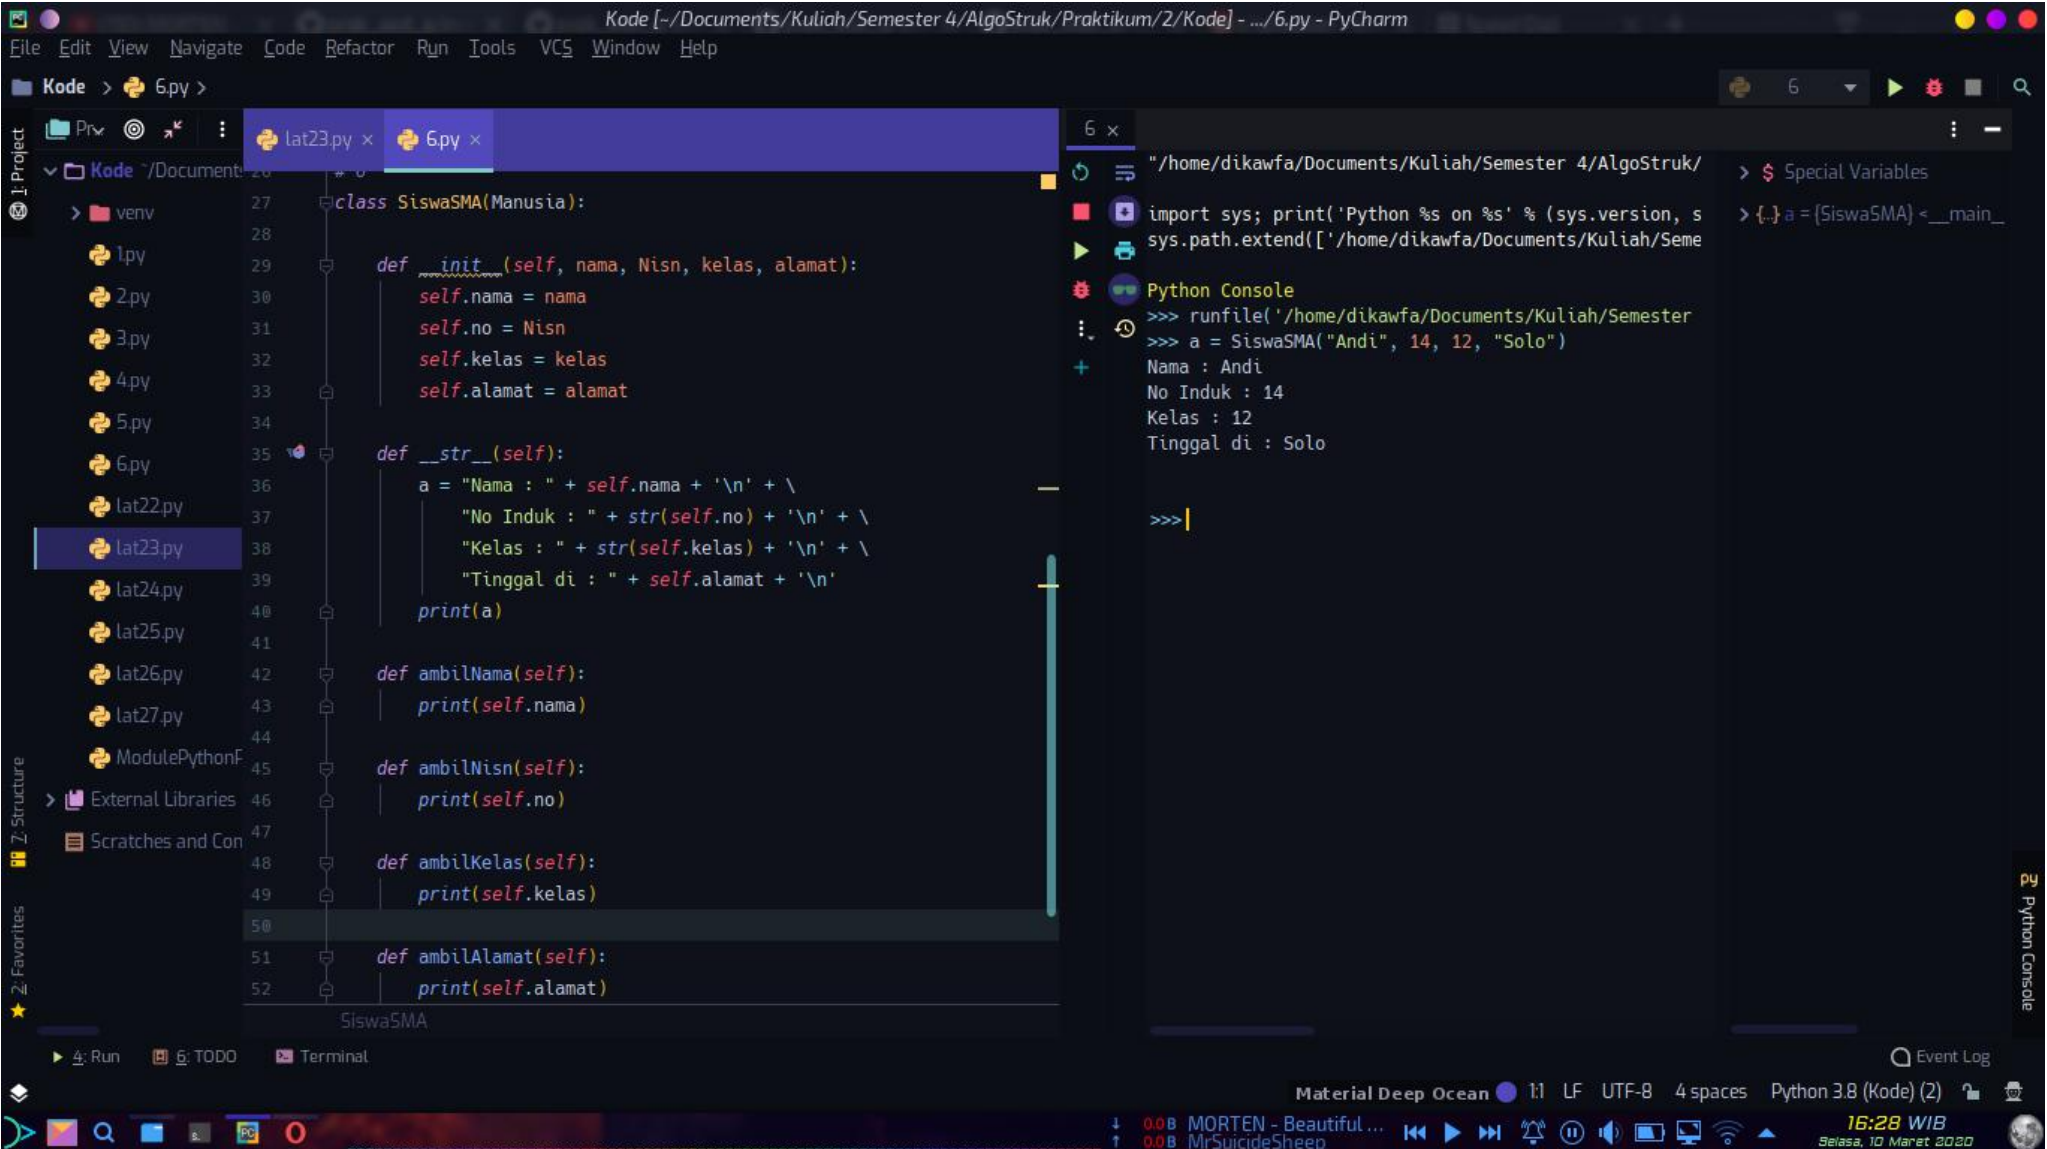 Kode [~/Documents/Kuliah/Semester 4/AlgoStruk/Praktikum/2/Kode] - .../6.py - PyCharm
File Edit View Navigate Code Refactor Run Tools VCS Window Help
Kode > 6.py >
6
1: Project
7: Structure
2: Favorites
Kode ~/Document:
venv
1.py
2.py
3.py
4.py
5.py
6.py
lat22.py
lat23.py
lat24.py
lat25.py
lat26.py
lat27.py
ModulePythonF
External Libraries
Scratches and Con
lat23.py × 6.py ×
27 class SiswaSMA(Manusia):
28
29 def __init__(self, nama, Nisn, kelas, alamat):
30 self.nama = nama
31 self.no = Nisn
32 self.kelas = kelas
33 self.alamat = alamat
34
35 def __str__(self):
36 a = "Nama : " + self.nama + '\n' + \
37 "No Induk : " + str(self.no) + '\n' + \
38 "Kelas : " + str(self.kelas) + '\n' + \
39 "Tinggal di : " + self.alamat + '\n'
40 print(a)
41
42 def ambilNama(self):
43 print(self.nama)
44
45 def ambilNisn(self):
46 print(self.no)
47
48 def ambilKelas(self):
49 print(self.kelas)
50
51 def ambilAlamat(self):
52 print(self.alamat)
SiswaSMA
6 ×
"/home/dikawfa/Documents/Kuliah/Semester 4/AlgoStruk/
import sys; print('Python %s on %s' % (sys.version, s
sys.path.extend(['/home/dikawfa/Documents/Kuliah/Seme
Python Console
>>> runfile('/home/dikawfa/Documents/Kuliah/Semester
>>> a = SiswaSMA("Andi", 14, 12, "Solo")
Nama : Andi
No Induk : 14
Kelas : 12
Tinggal di : Solo
>>>
Special Variables
a = {SiswaSMA} <__main_
Python Console
4: Run 6: TODO Terminal
Event Log
Material Deep Ocean 1:1 LF UTF-8 4 spaces Python 3.8 (Kode) (2)
0.0 B MORTEN - Beautiful ...
0.0 B MrSuicideSheep
16:28 WIB
Selasa, 10 Maret 2020